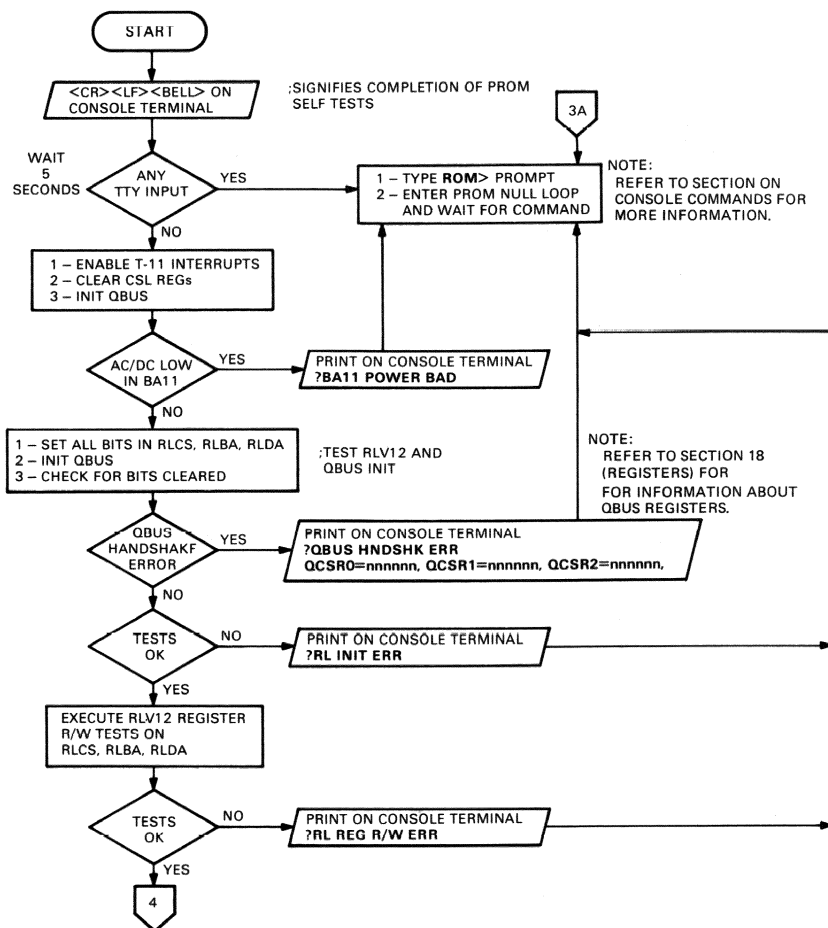 START
<CR><LF><BELL> ON
CONSOLE TERMINAL
;SIGNIFIES COMPLETION OF PROM
SELF TESTS
3A
WAIT
5
SECONDS
ANY
TTY INPUT
YES
NO
1 – TYPE ROM> PROMPT
2 – ENTER PROM NULL LOOP
AND WAIT FOR COMMAND
NOTE:
REFER TO SECTION ON
CONSOLE COMMANDS FOR
MORE INFORMATION.
1 – ENABLE T-11 INTERRUPTS
2 – CLEAR CSL REGs
3 – INIT QBUS
AC/DC LOW
IN BA11
YES
NO
PRINT ON CONSOLE TERMINAL
?BA11 POWER BAD
1 – SET ALL BITS IN RLCS, RLBA, RLDA
2 – INIT QBUS
3 – CHECK FOR BITS CLEARED
;TEST RLV12 AND
QBUS INIT
NOTE:
REFER TO SECTION 18
(REGISTERS) FOR
FOR INFORMATION ABOUT
QBUS REGISTERS.
QBUS
HANDSHAKE
ERROR
YES
NO
PRINT ON CONSOLE TERMINAL
?QBUS HNDSHK ERR
QCSR0=nnnnnn, QCSR1=nnnnnn, QCSR2=nnnnnn,
TESTS
OK
NO
YES
PRINT ON CONSOLE TERMINAL
?RL INIT ERR
EXECUTE RLV12 REGISTER
R/W TESTS ON
RLCS, RLBA, RLDA
TESTS
OK
NO
YES
PRINT ON CONSOLE TERMINAL
?RL REG R/W ERR
4